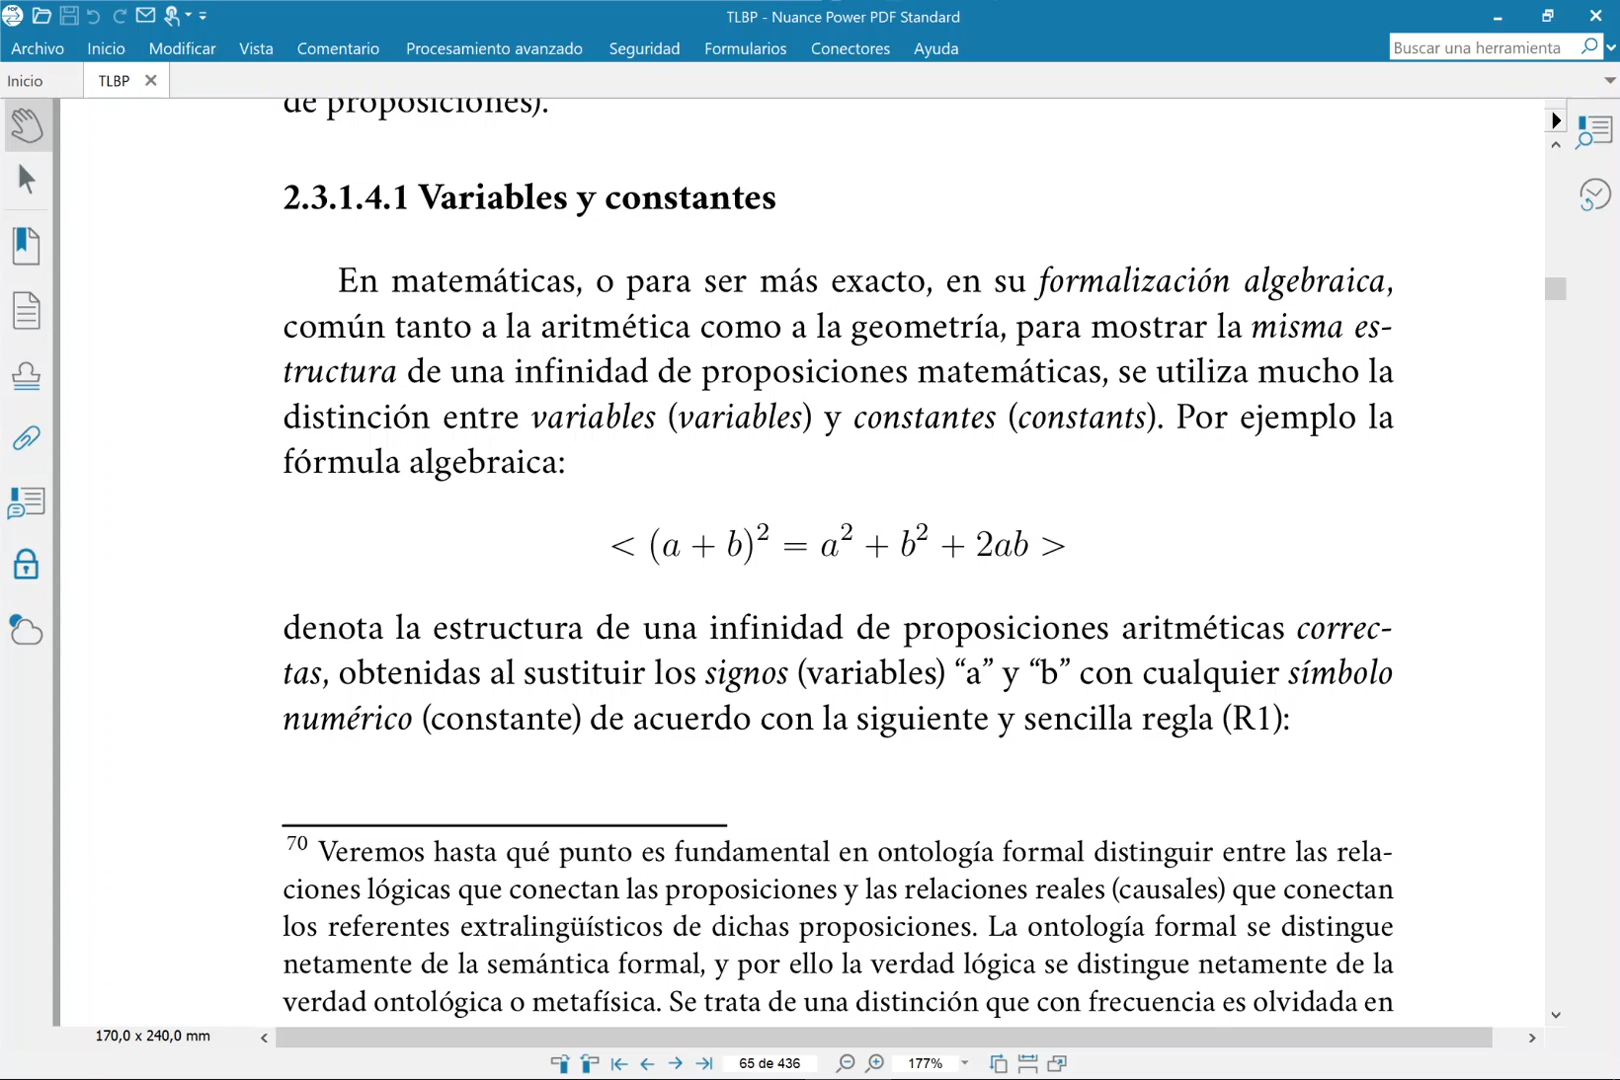 TLBP - Nuance Power PDF Standard
Archivo Inicio Modificar Vista Comentario Procesamiento avanzado Seguridad Formularios Conectores Ayuda Buscar una herramienta
Inicio TLBP
de proposiciones).
2.3.1.4.1 Variables y constantes
En matemáticas, o para ser más exacto, en su formalización algebraica,
común tanto a la aritmética como a la geometría, para mostrar la misma es-
tructura de una infinidad de proposiciones matemáticas, se utiliza mucho la
distinción entre variables (variables) y constantes (constants). Por ejemplo la
fórmula algebraica:
< (a + b)² = a² + b² + 2ab >
denota la estructura de una infinidad de proposiciones aritméticas correc-
tas, obtenidas al sustituir los signos (variables) “a” y “b” con cualquier símbolo
numérico (constante) de acuerdo con la siguiente y sencilla regla (R1):
70 Veremos hasta qué punto es fundamental en ontología formal distinguir entre las rela-
ciones lógicas que conectan las proposiciones y las relaciones reales (causales) que conectan
los referentes extralingüísticos de dichas proposiciones. La ontología formal se distingue
netamente de la semántica formal, y por ello la verdad lógica se distingue netamente de la
verdad ontológica o metafísica. Se trata de una distinción que con frecuencia es olvidada en
170,0 x 240,0 mm
65 de 436 177%